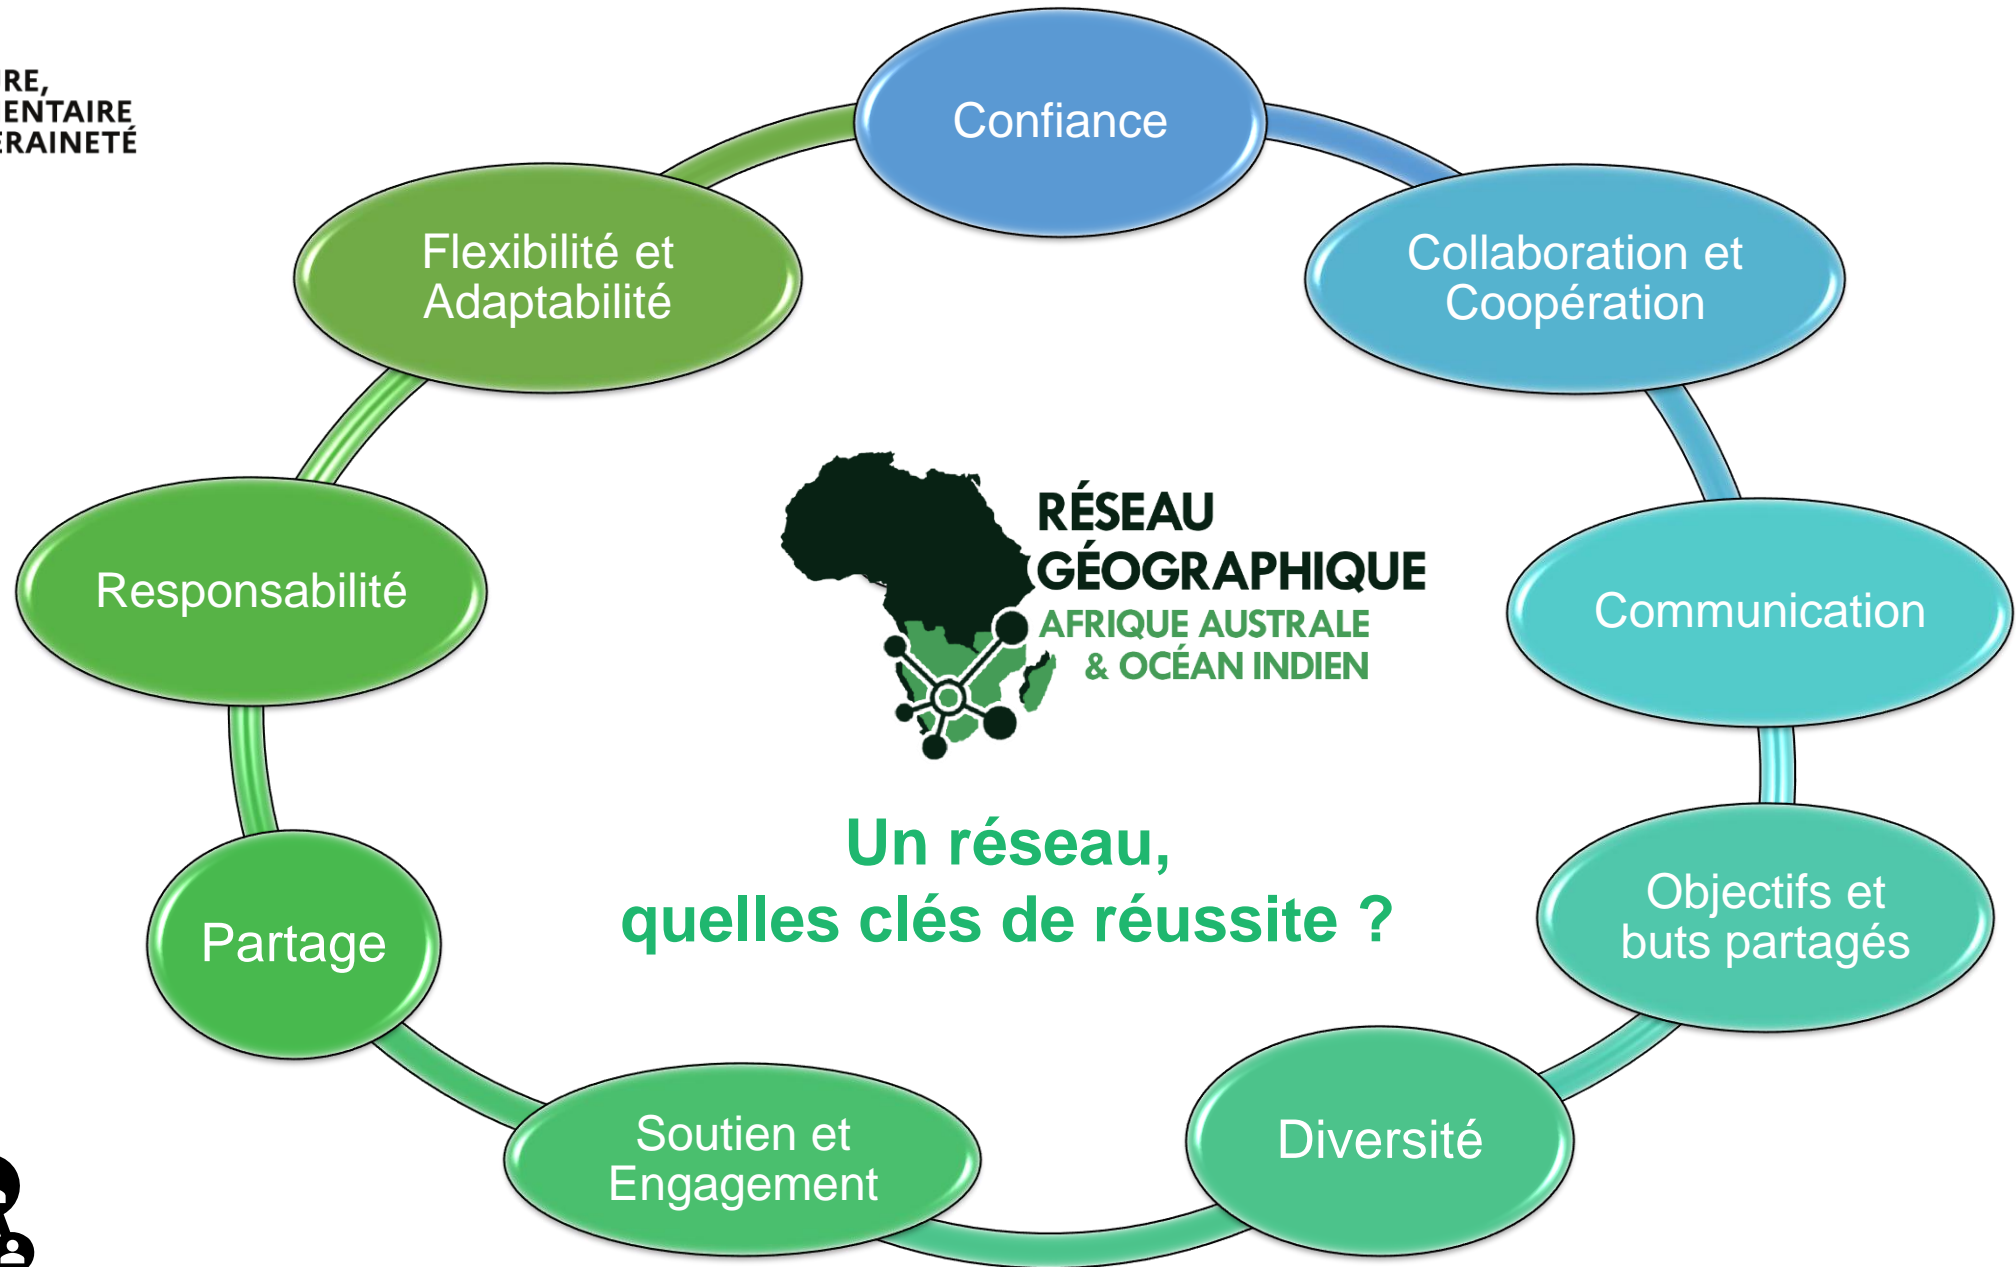 RE,
ENTAIRE
ERAINETÉ
Confiance
Flexibilité et
Adaptabilité
Collaboration et
Coopération
Responsabilité
Communication
RÉSEAU
GÉOGRAPHIQUE
AFRIQUE AUSTRALE
& OCÉAN INDIEN
Un réseau,
quelles clés de réussite ?
Partage
Objectifs et
buts partagés
Soutien et
Engagement
Diversité